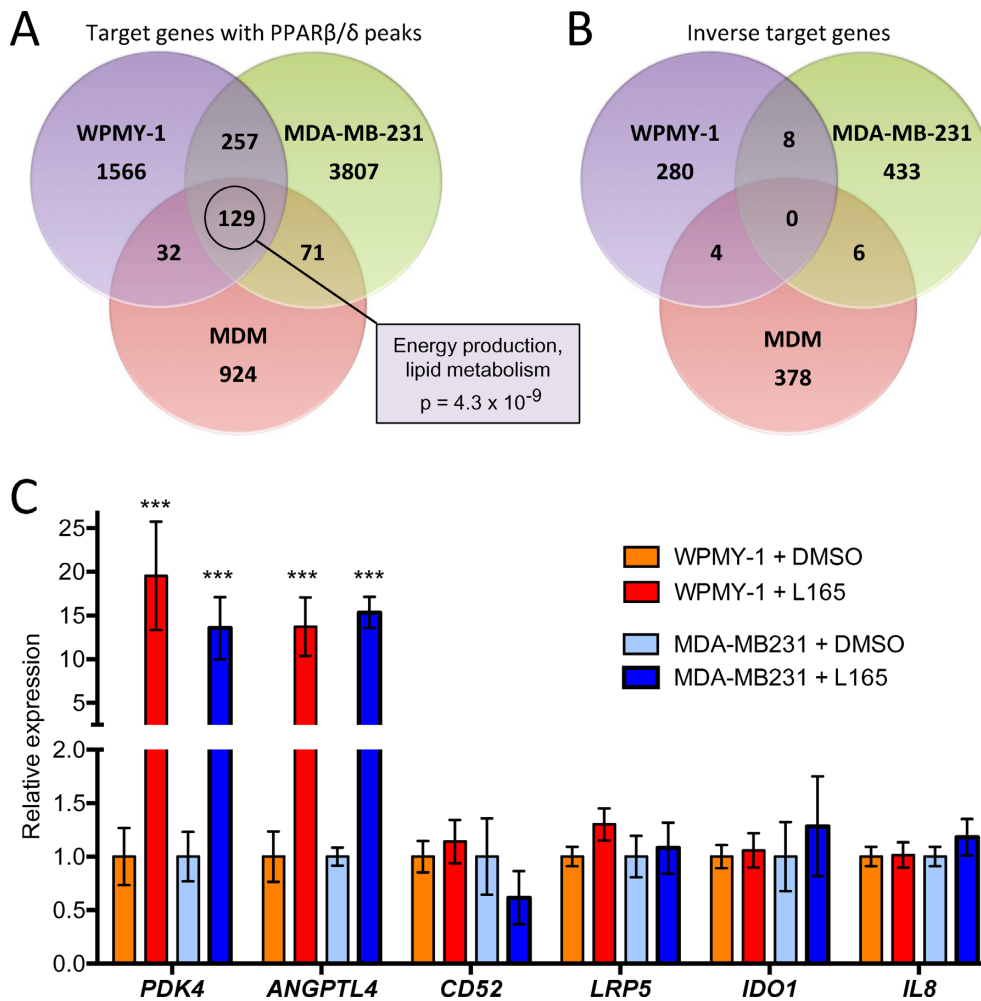 A
Target genes with PPARβ/δ peaks
WPMY-1
1566
257
MDA-MB-231
3807
129
32
71
MDM
924
Energy production,
lipid metabolism
p = 4.3 x 10-9
B
Inverse target genes
WPMY-1
280
8
MDA-MB-231
433
0
4
6
MDM
378
C
Relative expression
25
20
15
10
5
2.0
1.5
1.0
0.5
0.0
***
***
***
***
WPMY-1 + DMSO
WPMY-1 + L165
MDA-MB231 + DMSO
MDA-MB231 + L165
PDK4 ANGPTL4 CD52 LRP5 IDO1 IL8